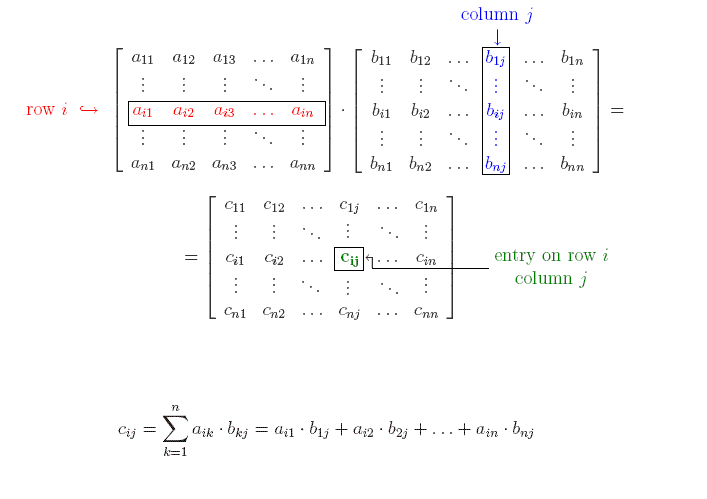 column j
↓
[ a₁₁ a₁₂ a₁₃ … a₁ₙ ] [ b₁₁ b₁₂ … b₁ⱼ … b₁ₙ ]
⋮ ⋮ ⋮ ⋱ ⋮ ⋮ ⋮ ⋱ ⋮ ⋱ ⋮
row i ↪ aᵢ₁ aᵢ₂ aᵢ₃ … aᵢₙ · bᵢ₁ bᵢ₂ … bᵢⱼ … bᵢₙ =
⋮ ⋮ ⋮ ⋱ ⋮ ⋮ ⋮ ⋱ ⋮ ⋱ ⋮
aₙ₁ aₙ₂ aₙ₃ … aₙₙ bₙ₁ bₙ₂ … bₙⱼ … bₙₙ
c₁₁ c₁₂ … c₁ⱼ … c₁ₙ
⋮ ⋮ ⋱ ⋮ ⋱ ⋮
= cᵢ₁ cᵢ₂ … cᵢⱼ … cᵢₙ entry on row i
⋮ ⋮ ⋱ ⋮ ⋱ ⋮ column j
cₙ₁ cₙ₂ … cₙⱼ … cₙₙ
cᵢⱼ = ∑ₖ₌₁ⁿ aᵢₖ · bₖⱼ = aᵢ₁ · b₁ⱼ + aᵢ₂ · b₂ⱼ + … + aᵢₙ · bₙⱼ